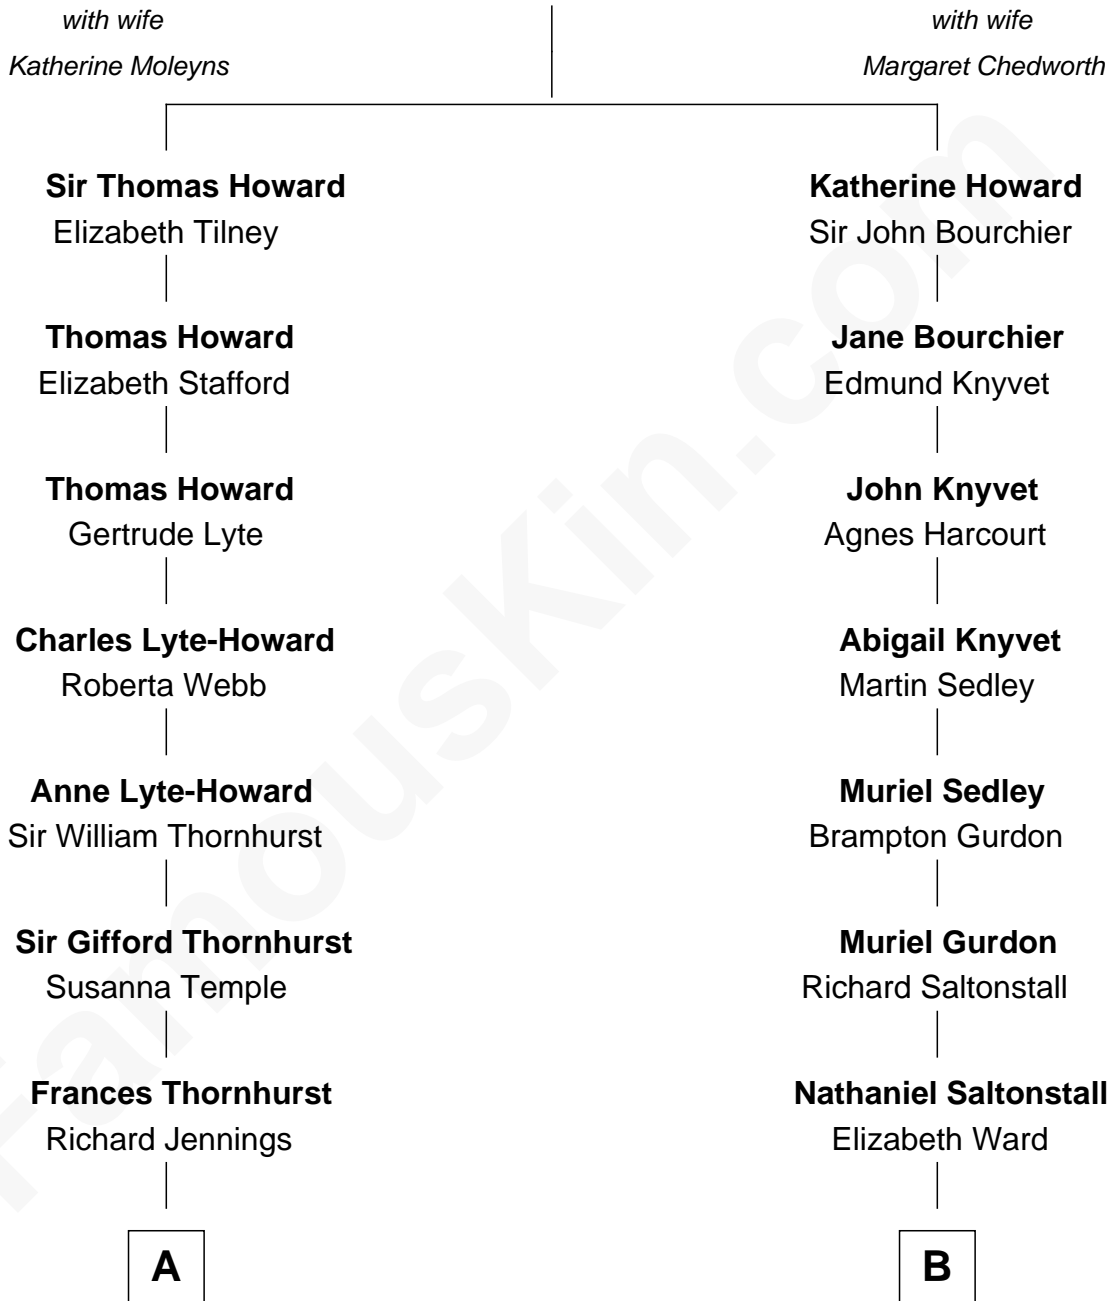 with wife
Katherine Moleyns
with wife
Margaret Chedworth
Sir Thomas Howard
Elizabeth Tilney
Katherine Howard
Sir John Bourchier
Thomas Howard
Elizabeth Stafford
Jane Bourchier
Edmund Knyvet
Thomas Howard
Gertrude Lyte
John Knyvet
Agnes Harcourt
Charles Lyte-Howard
Roberta Webb
Abigail Knyvet
Martin Sedley
Anne Lyte-Howard
Sir William Thornhurst
Muriel Sedley
Brampton Gurdon
Sir Gifford Thornhurst
Susanna Temple
Muriel Gurdon
Richard Saltonstall
Frances Thornhurst
Richard Jennings
Nathaniel Saltonstall
Elizabeth Ward
A
B
FamousKin.com